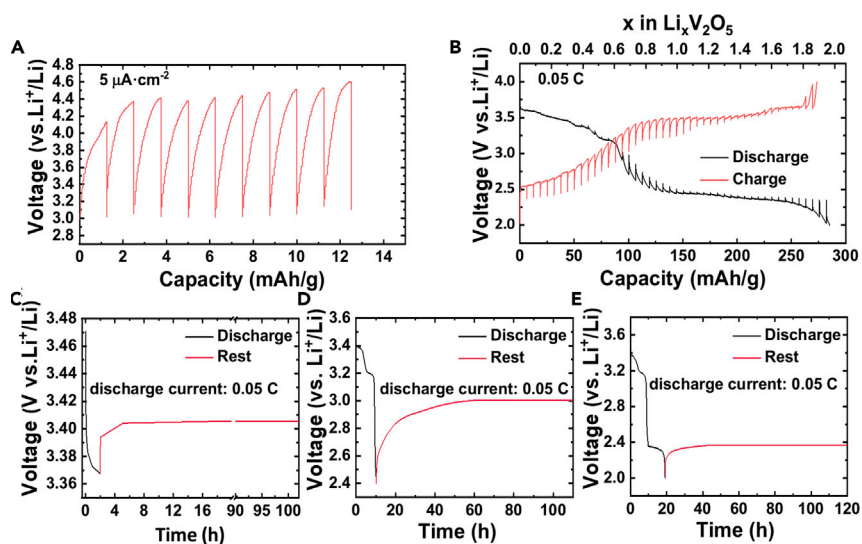 x in LiₓV₂O₅
A
B
0.0 0.2 0.4 0.6 0.8 1.0 1.2 1.4 1.6 1.8 2.0
4.8
4.6
4.4
4.2
4.0
3.8
3.6
3.4
3.2
3.0
2.8
5 μA·cm⁻²
Voltage (vs.Li⁺/Li)
0 2 4 6 8 10 12 14
Capacity (mAh/g)
4.0
3.5
3.0
2.5
2.0
0.05 C
Discharge
Charge
Voltage (V vs.Li⁺/Li)
0 50 100 150 200 250 300
Capacity (mAh/g)
C
D
E
3.48
3.46
3.44
3.42
3.40
3.38
3.36
Discharge
Rest
discharge current: 0.05 C
Voltage (V vs.Li⁺/Li)
0 4 8 12 16 90 95 100
Time (h)
3.6
3.4
3.2
3.0
2.8
2.6
2.4
Discharge
Rest
discharge current: 0.05 C
Voltage (vs. Li⁺/Li)
0 20 40 60 80 100
Time (h)
3.6
3.2
2.8
2.4
2.0
Discharge
Rest
discharge current: 0.05 C
Voltage (vs. Li⁺/Li)
0 20 40 60 80 100 120
Time (h)